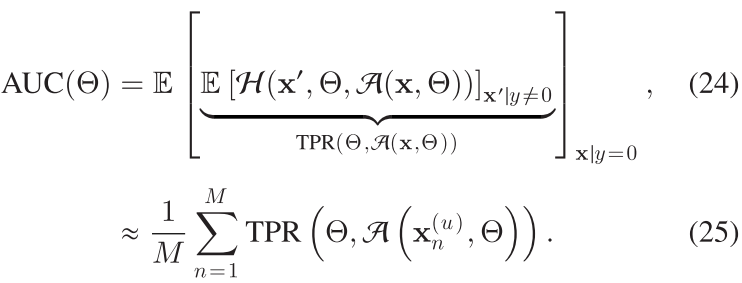 AUC(Θ) = 𝔼 [ 𝔼 [ℋ(x′, Θ, 𝒜(x, Θ))]ₓ′|y≠0 ]ₓ|y=0 , (24)
TPR(Θ,𝒜(x,Θ))
≈ 1/M ∑_{n=1}^{M} TPR (Θ, 𝒜 (x_n^{(u)}, Θ)) . (25)